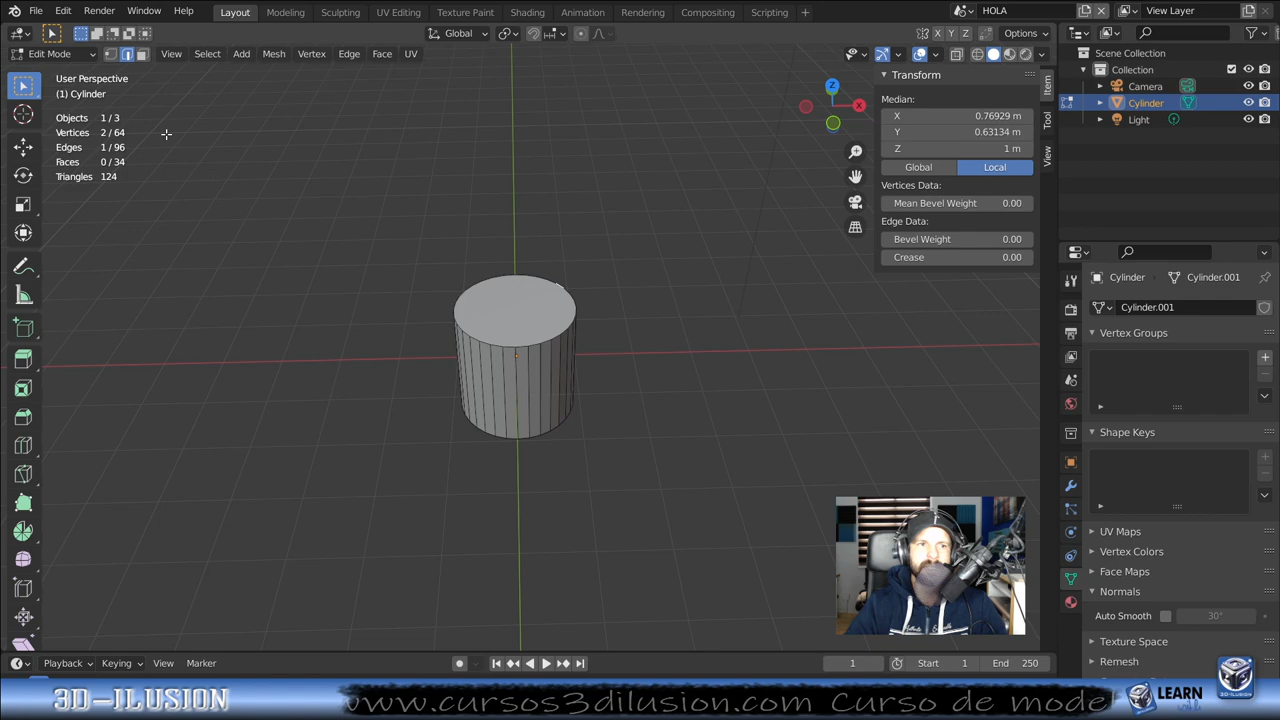 File Edit Render Window Help Layout Modeling Sculpting UV Editing Texture Paint Shading Animation Rendering Compositing Scripting HOLA View Layer
Global X Y Z Options
Edit Mode View Select Add Mesh Vertex Edge Face UV
User Perspective
(1) Cylinder
Objects 1 / 3
Vertices 2 / 64
Edges 1 / 96
Faces 0 / 34
Triangles 124
Z
X
Transform
Median:
X 0.76929 m
Y 0.63134 m
Z 1 m
Global Local
Vertices Data:
Mean Bevel Weight 0.00
Edge Data:
Bevel Weight 0.00
Crease 0.00
Item
Tool
View
Scene Collection
Collection
Camera
Cylinder
Light
Cylinder Cylinder.001
Cylinder.001
Vertex Groups
Shape Keys
UV Maps
Vertex Colors
Face Maps
Normals
Auto Smooth 30°
Texture Space
Remesh
Playback Keying View Marker 1 Start 1 End 250
3D-ILUSION www.cursos3dilusion.com Curso de mode LEARN
3D-ILUSION